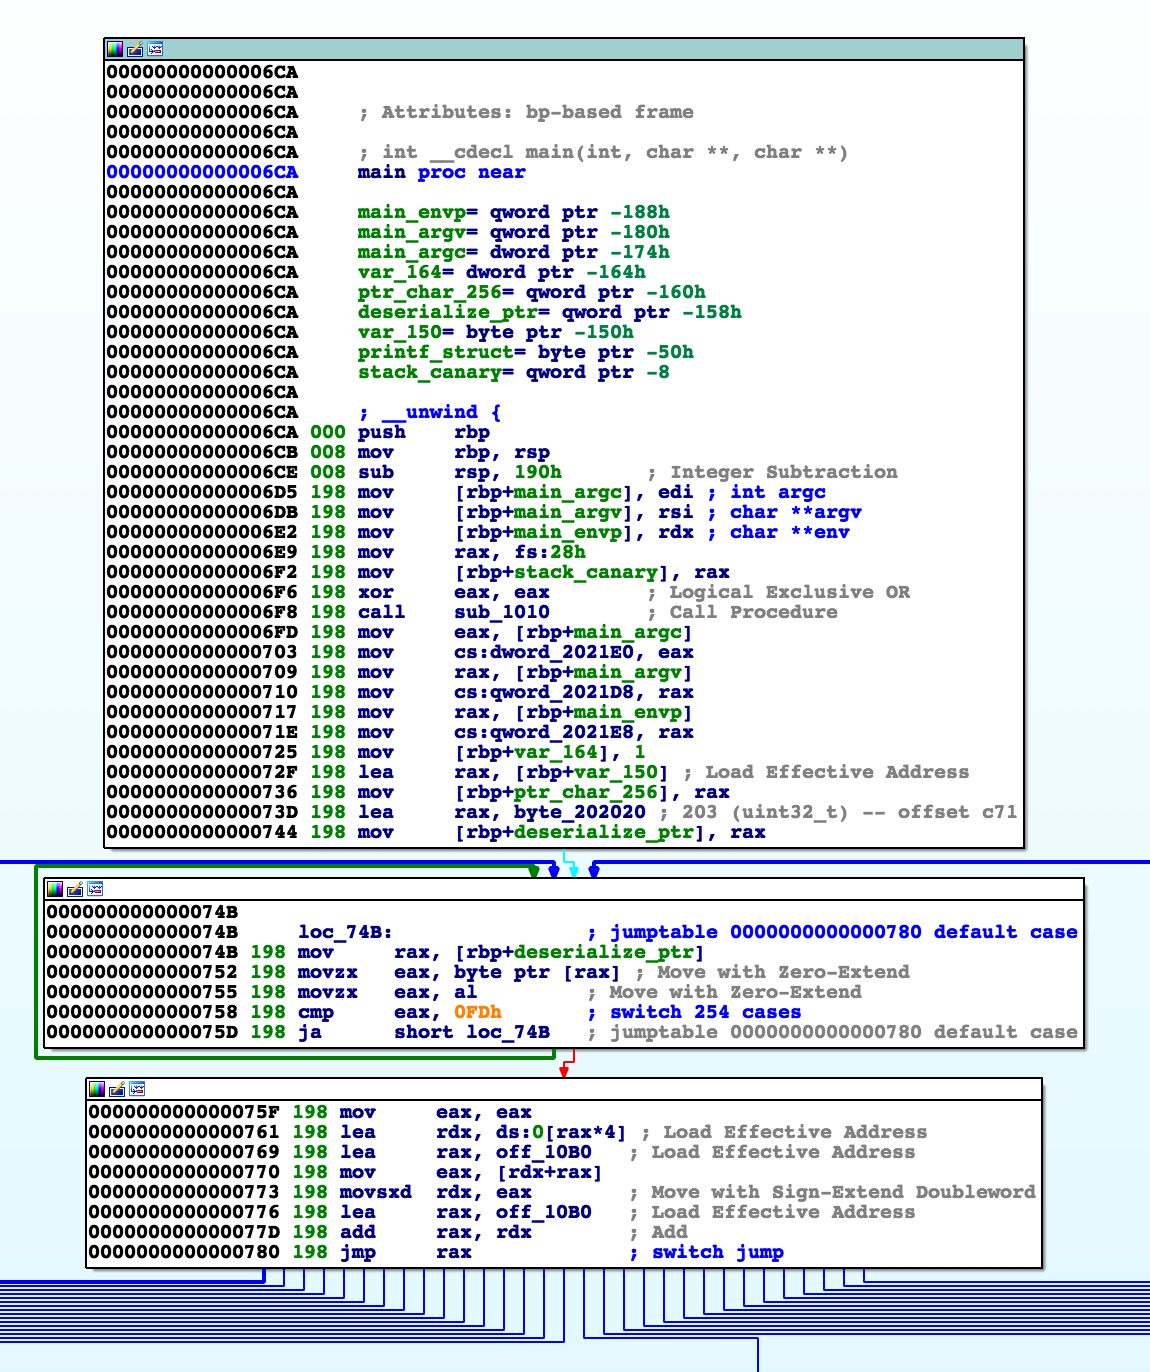 00000000000006CA
00000000000006CA
00000000000006CA ; Attributes: bp-based frame
00000000000006CA
00000000000006CA ; int __cdecl main(int, char **, char **)
00000000000006CA main proc near
00000000000006CA
00000000000006CA main_envp= qword ptr -188h
00000000000006CA main_argv= qword ptr -180h
00000000000006CA main_argc= dword ptr -174h
00000000000006CA var_164= dword ptr -164h
00000000000006CA ptr_char_256= qword ptr -160h
00000000000006CA deserialize_ptr= qword ptr -158h
00000000000006CA var_150= byte ptr -150h
00000000000006CA printf_struct= byte ptr -50h
00000000000006CA stack_canary= qword ptr -8
00000000000006CA
00000000000006CA ; __unwind {
00000000000006CA 000 push rbp
00000000000006CB 008 mov rbp, rsp
00000000000006CE 008 sub rsp, 190h ; Integer Subtraction
00000000000006D5 198 mov [rbp+main_argc], edi ; int argc
00000000000006DB 198 mov [rbp+main_argv], rsi ; char **argv
00000000000006E2 198 mov [rbp+main_envp], rdx ; char **env
00000000000006E9 198 mov rax, fs:28h
00000000000006F2 198 mov [rbp+stack_canary], rax
00000000000006F6 198 xor eax, eax ; Logical Exclusive OR
00000000000006F8 198 call sub_1010 ; Call Procedure
00000000000006FD 198 mov eax, [rbp+main_argc]
0000000000000703 198 mov cs:dword_2021E0, eax
0000000000000709 198 mov rax, [rbp+main_argv]
0000000000000710 198 mov cs:qword_2021D8, rax
0000000000000717 198 mov rax, [rbp+main_envp]
000000000000071E 198 mov cs:qword_2021E8, rax
0000000000000725 198 mov [rbp+var_164], 1
000000000000072F 198 lea rax, [rbp+var_150] ; Load Effective Address
0000000000000736 198 mov [rbp+ptr_char_256], rax
000000000000073D 198 lea rax, byte_202020 ; 203 (uint32_t) -- offset c71
0000000000000744 198 mov [rbp+deserialize_ptr], rax
000000000000074B
000000000000074B loc_74B: ; jumptable 0000000000000780 default case
000000000000074B 198 mov rax, [rbp+deserialize_ptr]
0000000000000752 198 movzx eax, byte ptr [rax] ; Move with Zero-Extend
0000000000000755 198 movzx eax, al ; Move with Zero-Extend
0000000000000758 198 cmp eax, 0FDh ; switch 254 cases
000000000000075D 198 ja short loc_74B ; jumptable 0000000000000780 default case
000000000000075F 198 mov eax, eax
0000000000000761 198 lea rdx, ds:0[rax*4] ; Load Effective Address
0000000000000769 198 lea rax, off_10B0 ; Load Effective Address
0000000000000770 198 mov eax, [rdx+rax]
0000000000000773 198 movsxd rdx, eax ; Move with Sign-Extend Doubleword
0000000000000776 198 lea rax, off_10B0 ; Load Effective Address
000000000000077D 198 add rax, rdx ; Add
0000000000000780 198 jmp rax ; switch jump